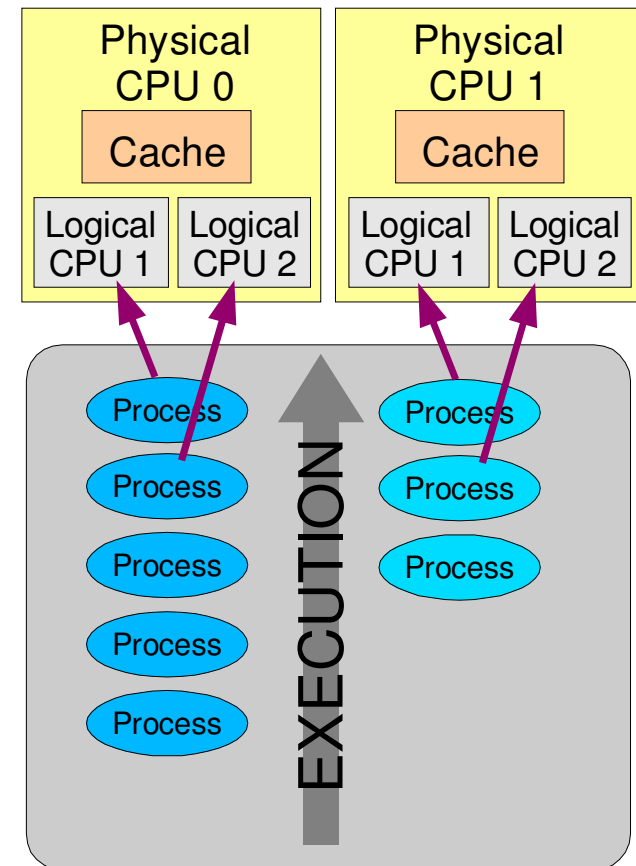 Physical
CPU 0
Cache
Logical
CPU 1
Logical
CPU 2
Physical
CPU 1
Cache
Logical
CPU 1
Logical
CPU 2
Process
Process
Process
Process
Process
EXECUTION
Process
Process
Process